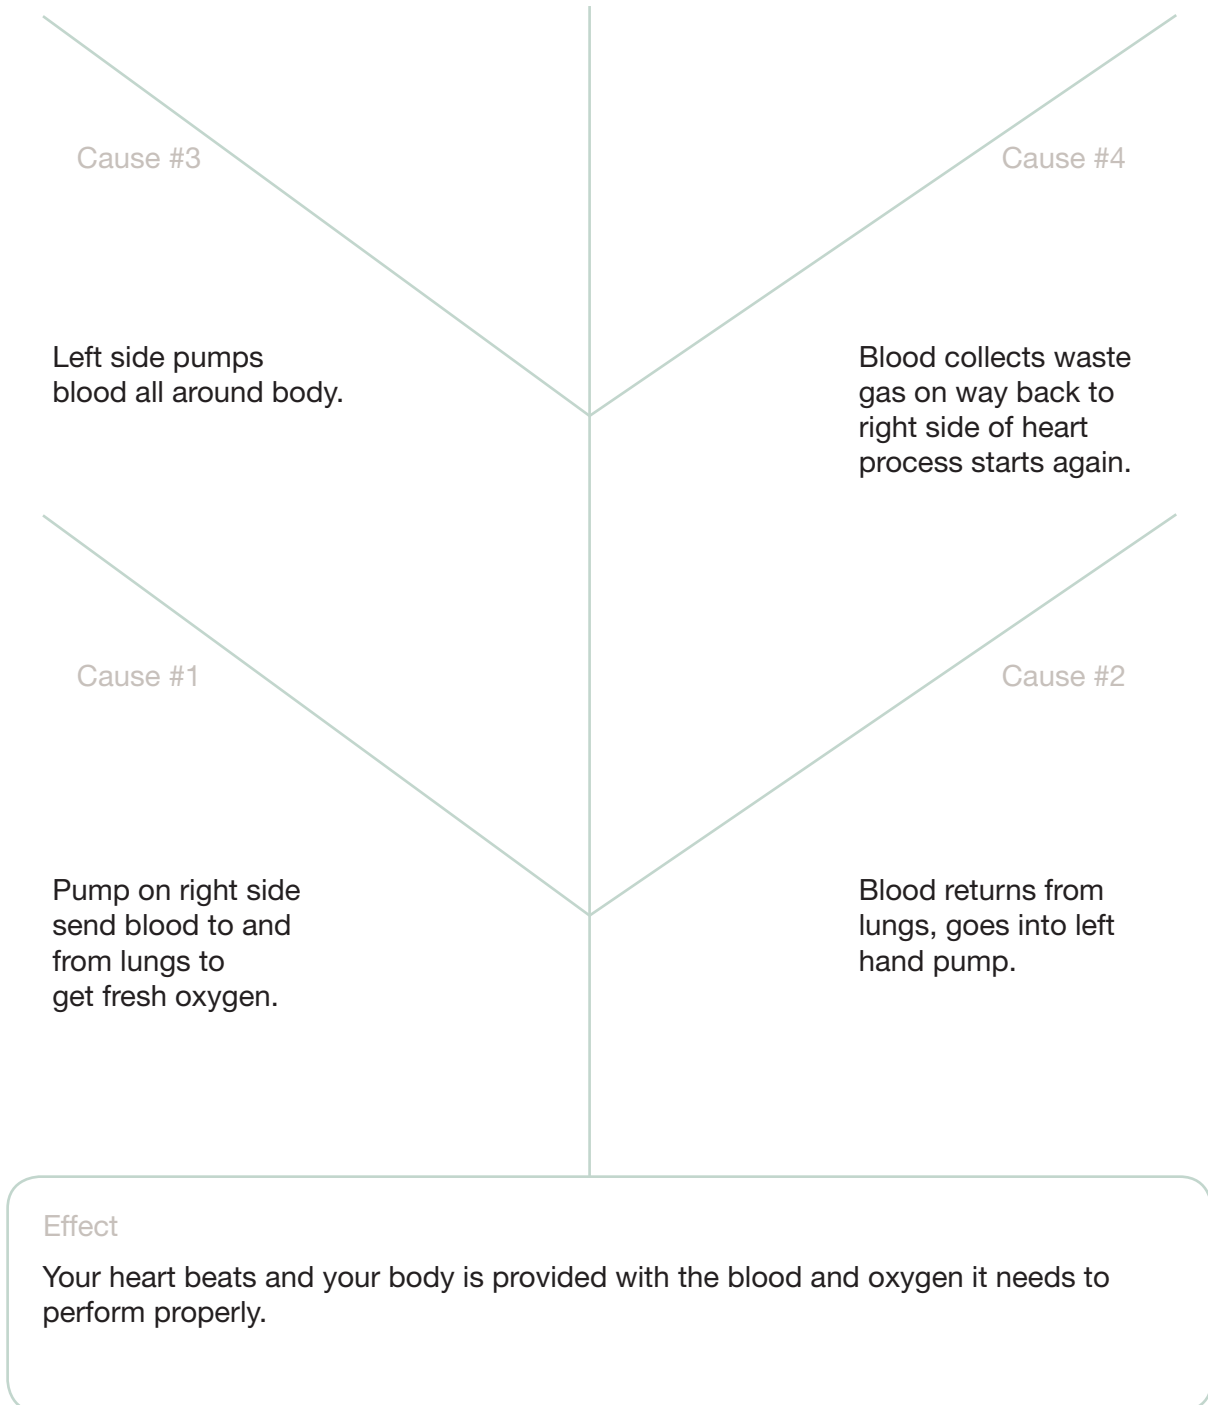 Cause #3
Cause #4
Left side pumps
blood all around body.
Blood collects waste
gas on way back to
right side of heart
process starts again.
Cause #1
Cause #2
Pump on right side
send blood to and
from lungs to
get fresh oxygen.
Blood returns from
lungs, goes into left
hand pump.
Effect
Your heart beats and your body is provided with the blood and oxygen it needs to
perform properly.